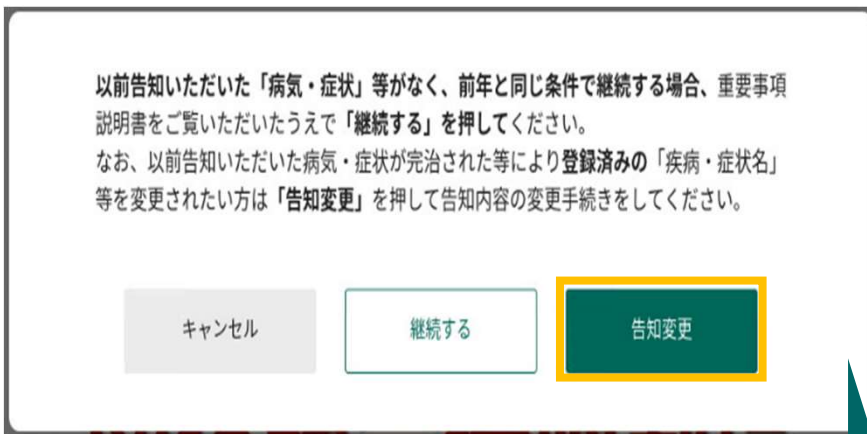 以前告知いただいた「病気・症状」等がなく、前年と同じ条件で継続する場合、重要事項
説明書をご覧いただいたうえで「継続する」を押してください。
なお、以前告知いただいた病気・症状が完治された等により登録済みの「疾病・症状名」
等を変更されたい方は「告知変更」を押して告知内容の変更手続きをしてください。
キャンセル
継続する
告知変更